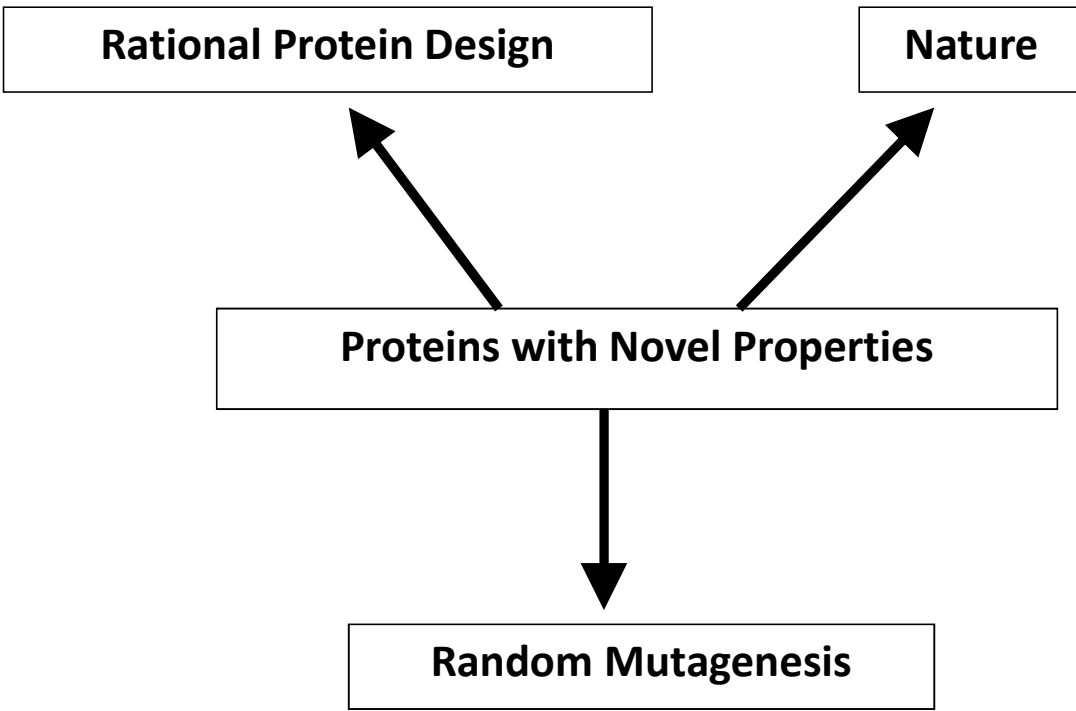 Rational Protein Design
Nature
Proteins with Novel Properties
Random Mutagenesis